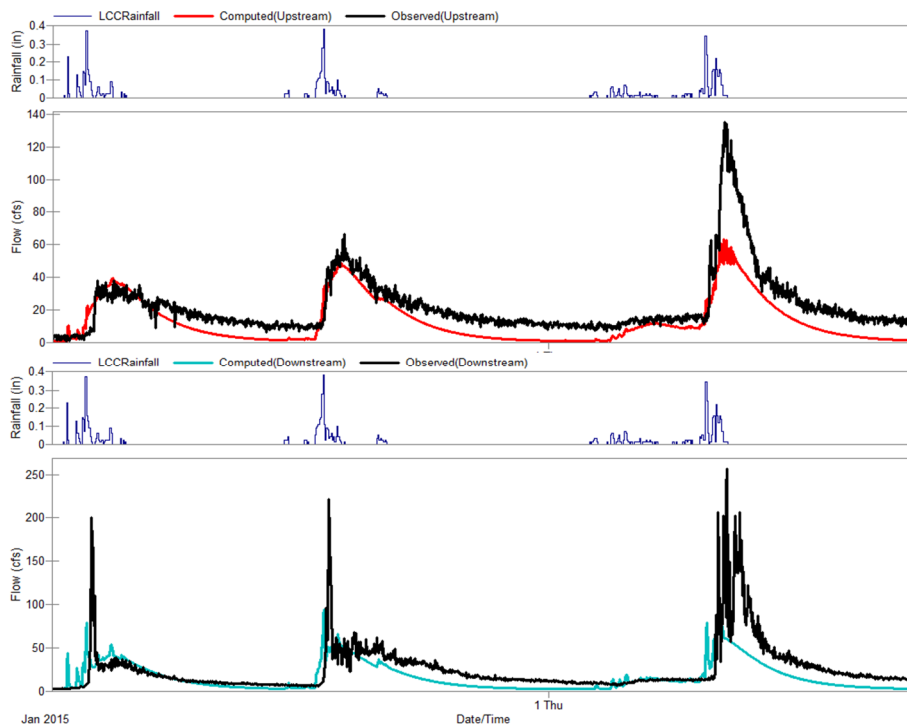 LCCRainfall Computed(Upstream) Observed(Upstream)
Rainfall (in)
0.4
0.3
0.2
0.1
0
Flow (cfs)
140
120
100
80
60
40
20
0
LCCRainfall Computed(Downstream) Observed(Downstream)
Rainfall (in)
0.4
0.3
0.2
0.1
0
Flow (cfs)
250
200
150
100
50
0
1 Thu
Jan 2015
Date/Time